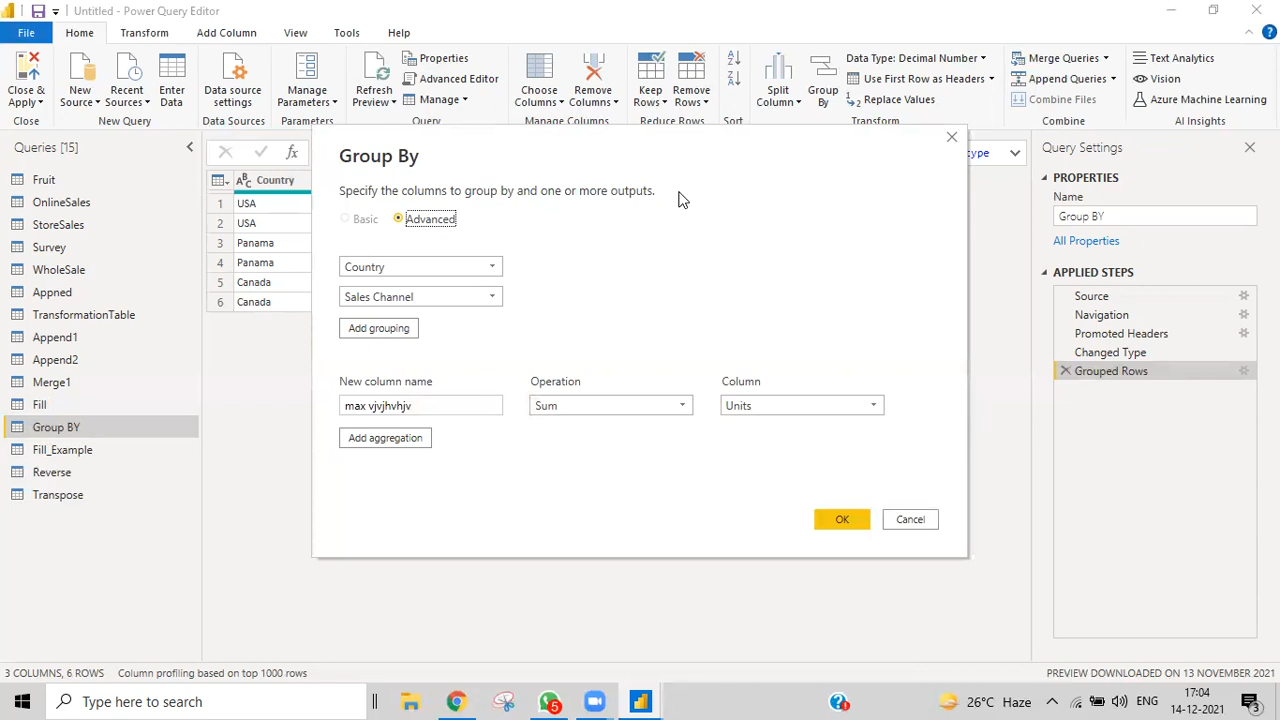 Untitled - Power Query Editor
File Home Transform Add Column View Tools Help
Close & Apply
New Source
Recent Sources
Enter Data
Data source settings
Manage Parameters
Refresh Preview
Properties
Advanced Editor
Manage
Choose Columns
Remove Columns
Keep Rows
Remove Rows
Split Column
Group By
Data Type: Decimal Number
Use First Row as Headers
Replace Values
Merge Queries
Append Queries
Combine Files
Text Analytics
Vision
Azure Machine Learning
Close New Query Data Sources Parameters Query Manage Columns Reduce Rows Sort Transform Combine AI Insights
Queries [15]
Fruit
OnlineSales
StoreSales
Survey
WholeSale
Appned
TransformationTable
Append1
Append2
Merge1
Fill
Group BY
Fill_Example
Reverse
Transpose
fx
ype
ABC Country
1 USA
2 USA
3 Panama
4 Panama
5 Canada
6 Canada
Group By
Specify the columns to group by and one or more outputs.
Basic Advanced
Country
Sales Channel
Add grouping
New column name Operation Column
max vjvjhvhjv Sum Units
Add aggregation
OK Cancel
Query Settings
PROPERTIES
Name
Group BY
All Properties
APPLIED STEPS
Source
Navigation
Promoted Headers
Changed Type
Grouped Rows
3 COLUMNS, 6 ROWS Column profiling based on top 1000 rows PREVIEW DOWNLOADED ON 13 NOVEMBER 2021
Type here to search
5
26°C Haze
ENG
17:04
14-12-2021
3